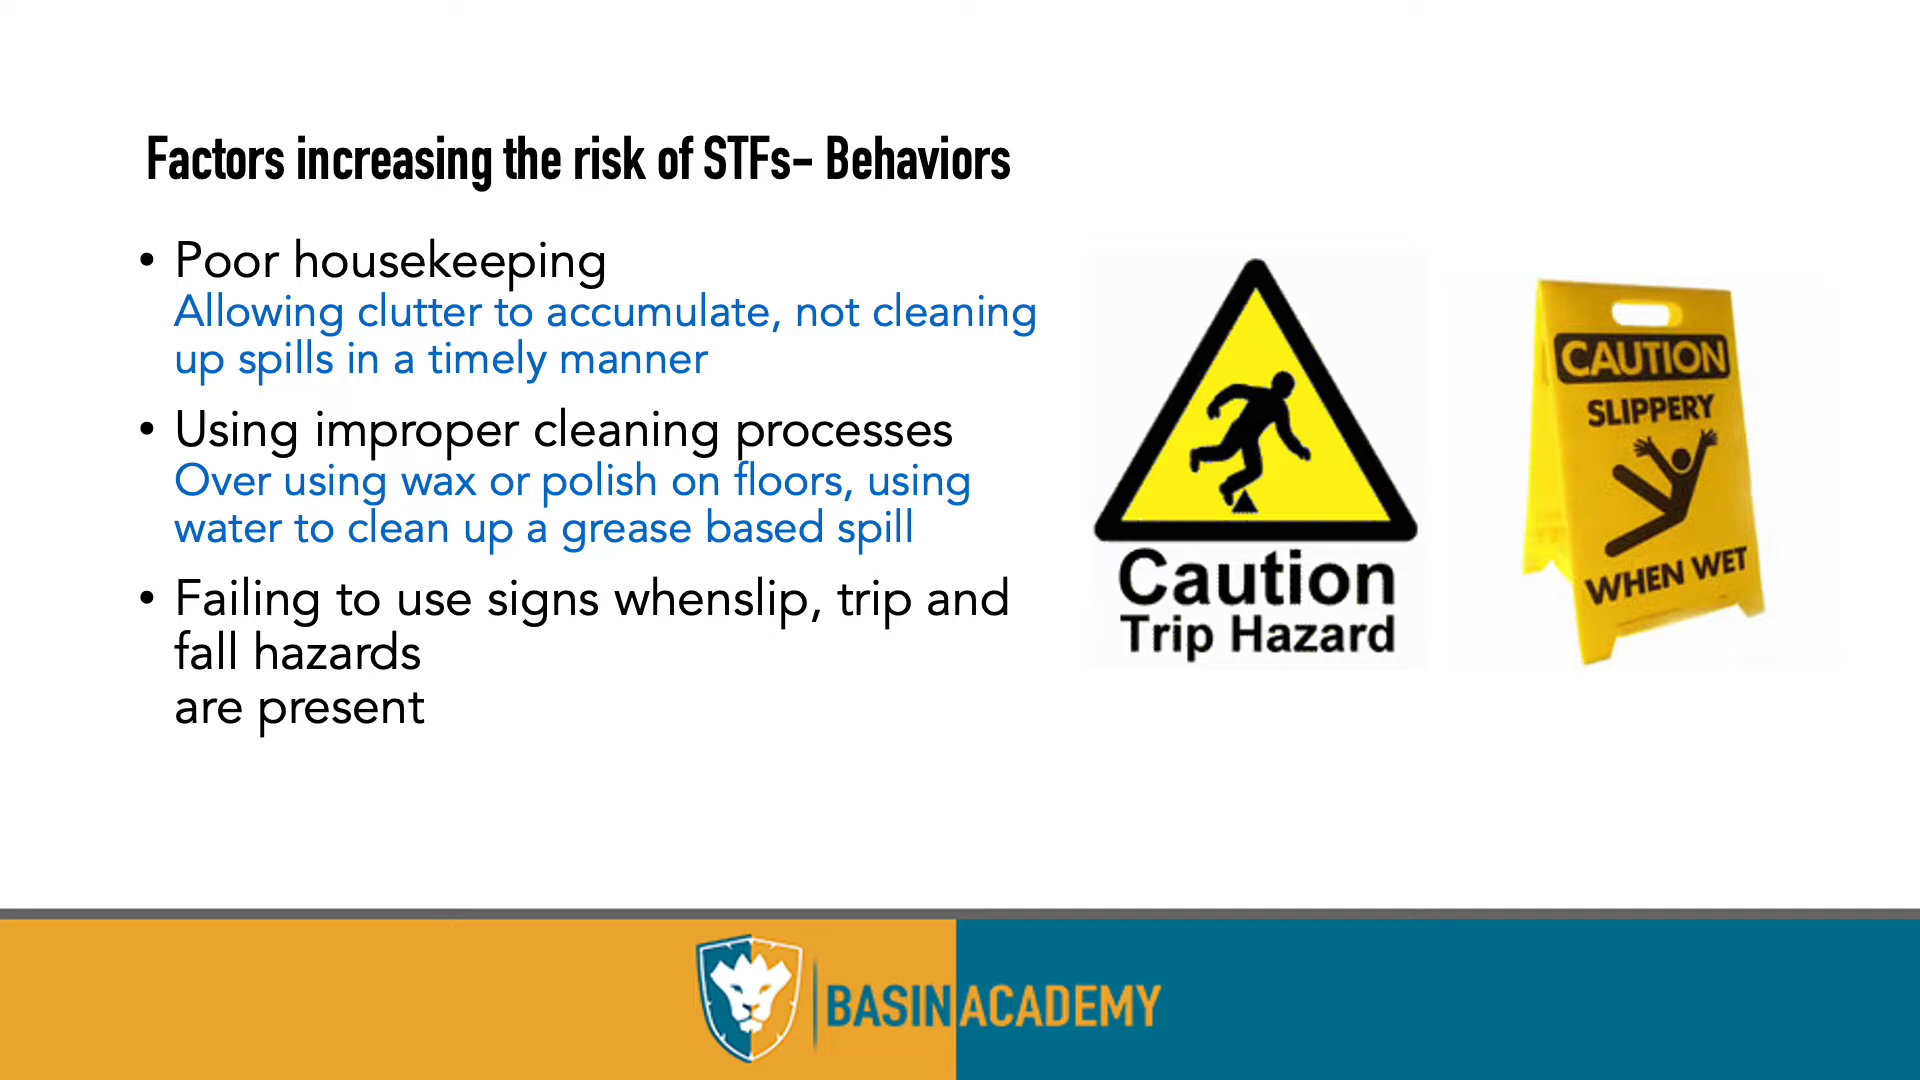 Factors increasing the risk of STFs- Behaviors
• Poor housekeeping
Allowing clutter to accumulate, not cleaning
up spills in a timely manner
• Using improper cleaning processes
Over using wax or polish on floors, using
water to clean up a grease based spill
• Failing to use signs whenslip, trip and
fall hazards
are present
Caution
Trip Hazard
CAUTION
SLIPPERY
WHEN WET
BASIN ACADEMY